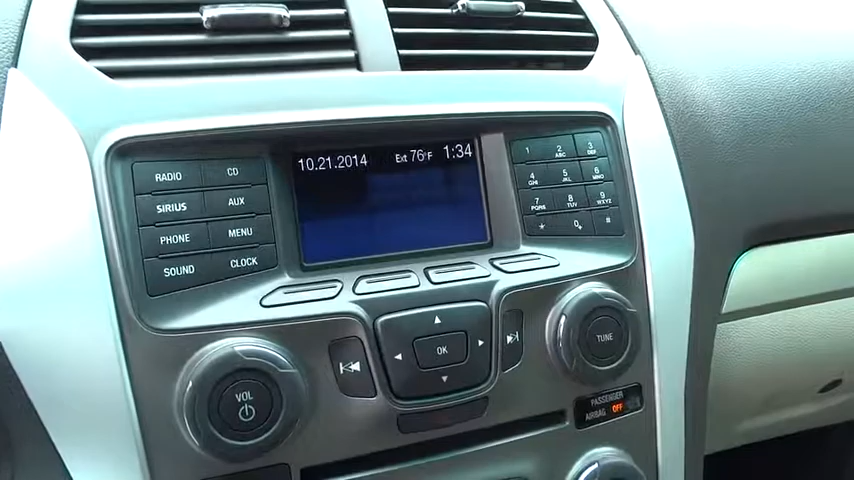 10.21.2014 Ext 76°F 1:34
RADIO CD
SIRIUS AUX
PHONE MENU
SOUND CLOCK
1 2 ABC 3 DEF
4 GHI 5 JKL 6 MNO
7 PQRS 8 TUV 9 WXYZ
* 0 #
OK
VOL
TUNE
PASSENGER
AIRBAG OFF